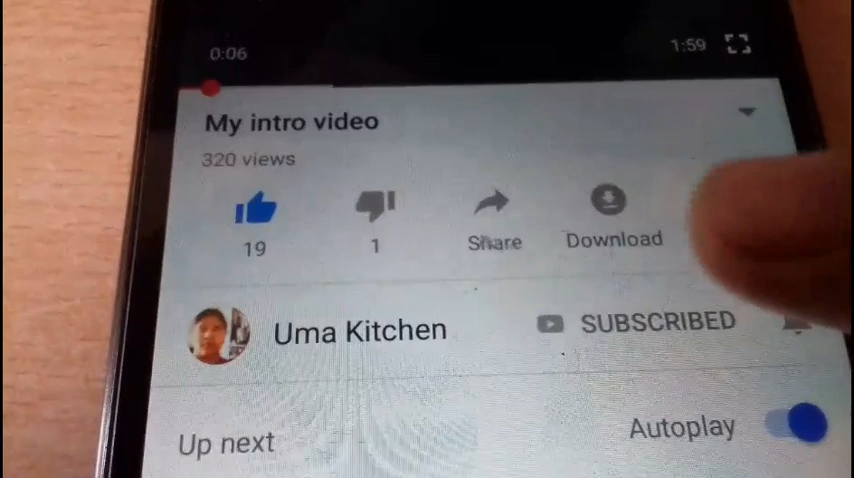 0:06 1:59
My intro video
320 views
19 1 Share Download
Uma Kitchen SUBSCRIBED
Up next Autoplay